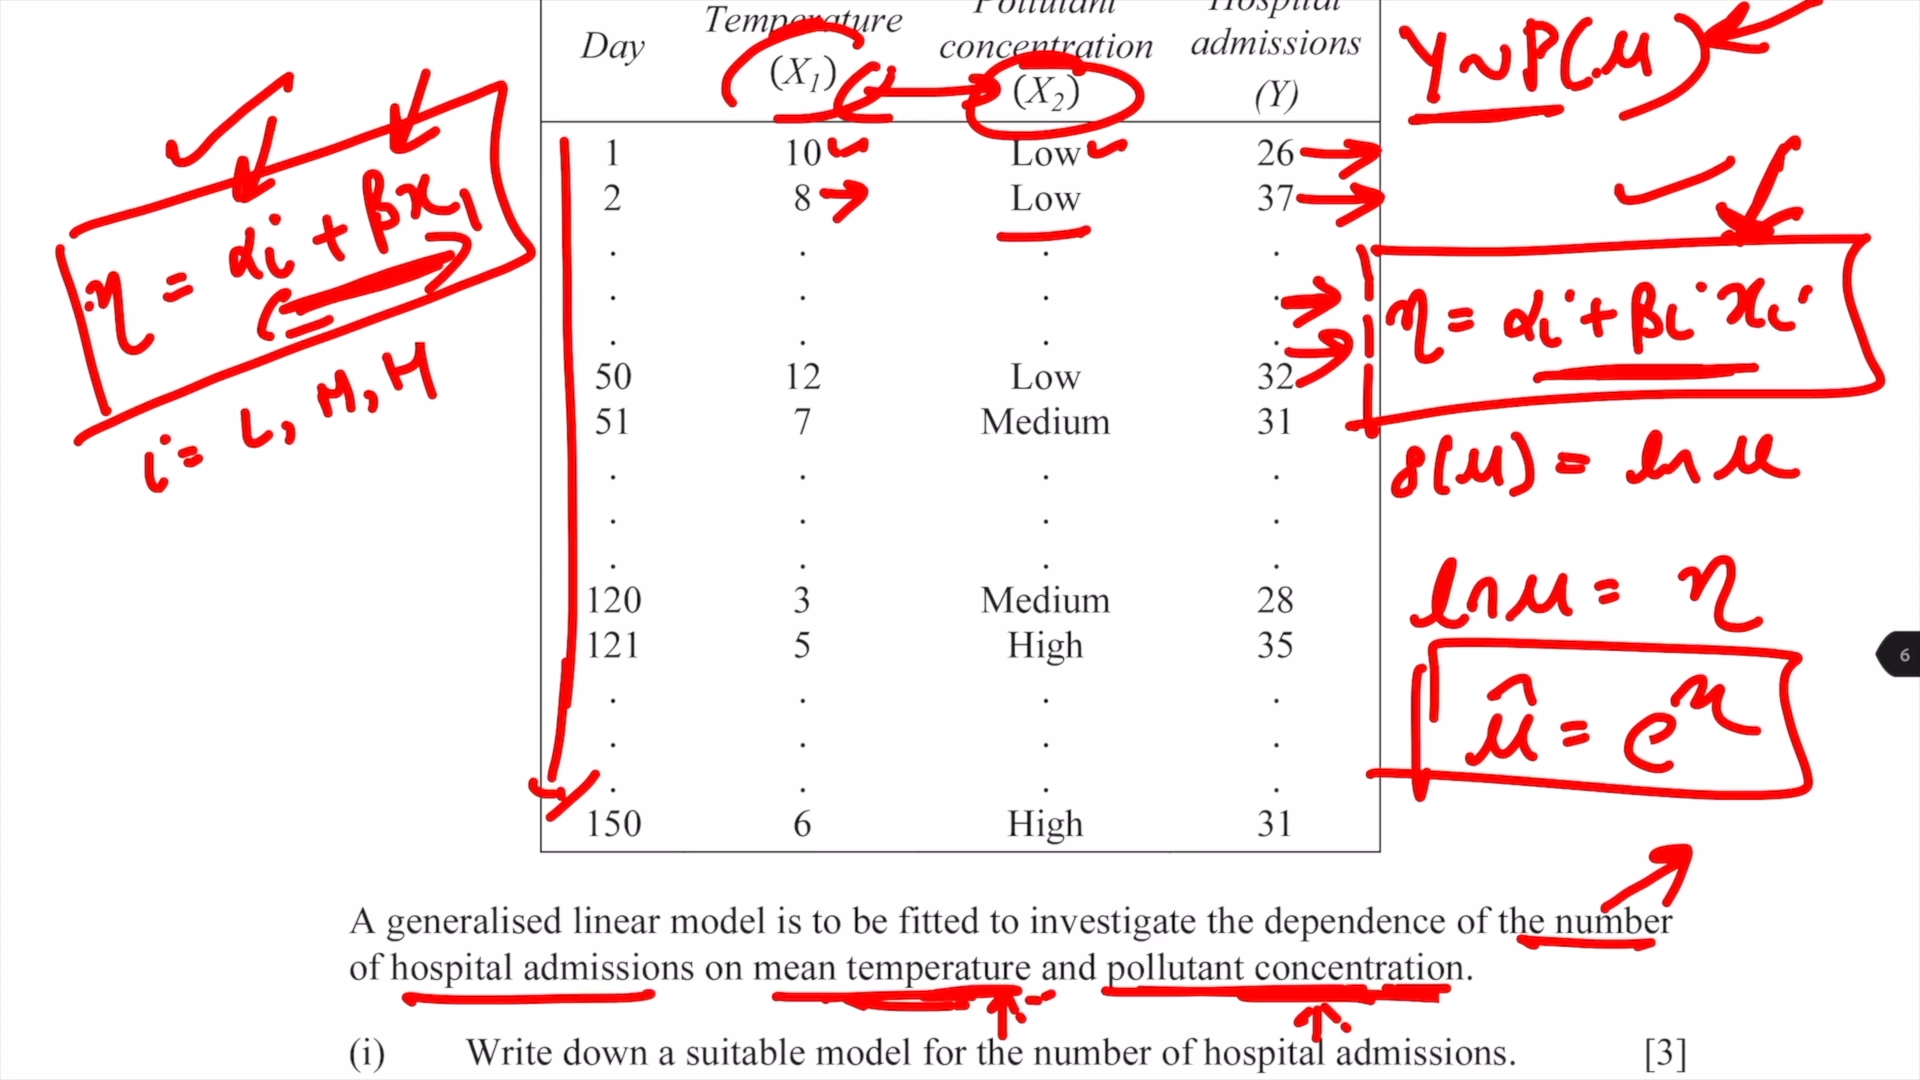 Temperature Pollutant Hospital
Day (X₁) concentration (X₂) admissions (Y)
1 10 Low 26
2 8 Low 37
. . . .
. . . .
. . . .
50 12 Low 32
51 7 Medium 31
. . . .
. . . .
. . . .
120 3 Medium 28
121 5 High 35
. . . .
. . . .
. . . .
150 6 High 31
η = αi + βx₁
i = L, M, H
Y ~ P(μ)
η = αi + βi xi
g(μ) = ln μ
ln μ = η
μ̂ = e^η
6
A generalised linear model is to be fitted to investigate the dependence of the number
of hospital admissions on mean temperature and pollutant concentration.
(i) Write down a suitable model for the number of hospital admissions. [3]